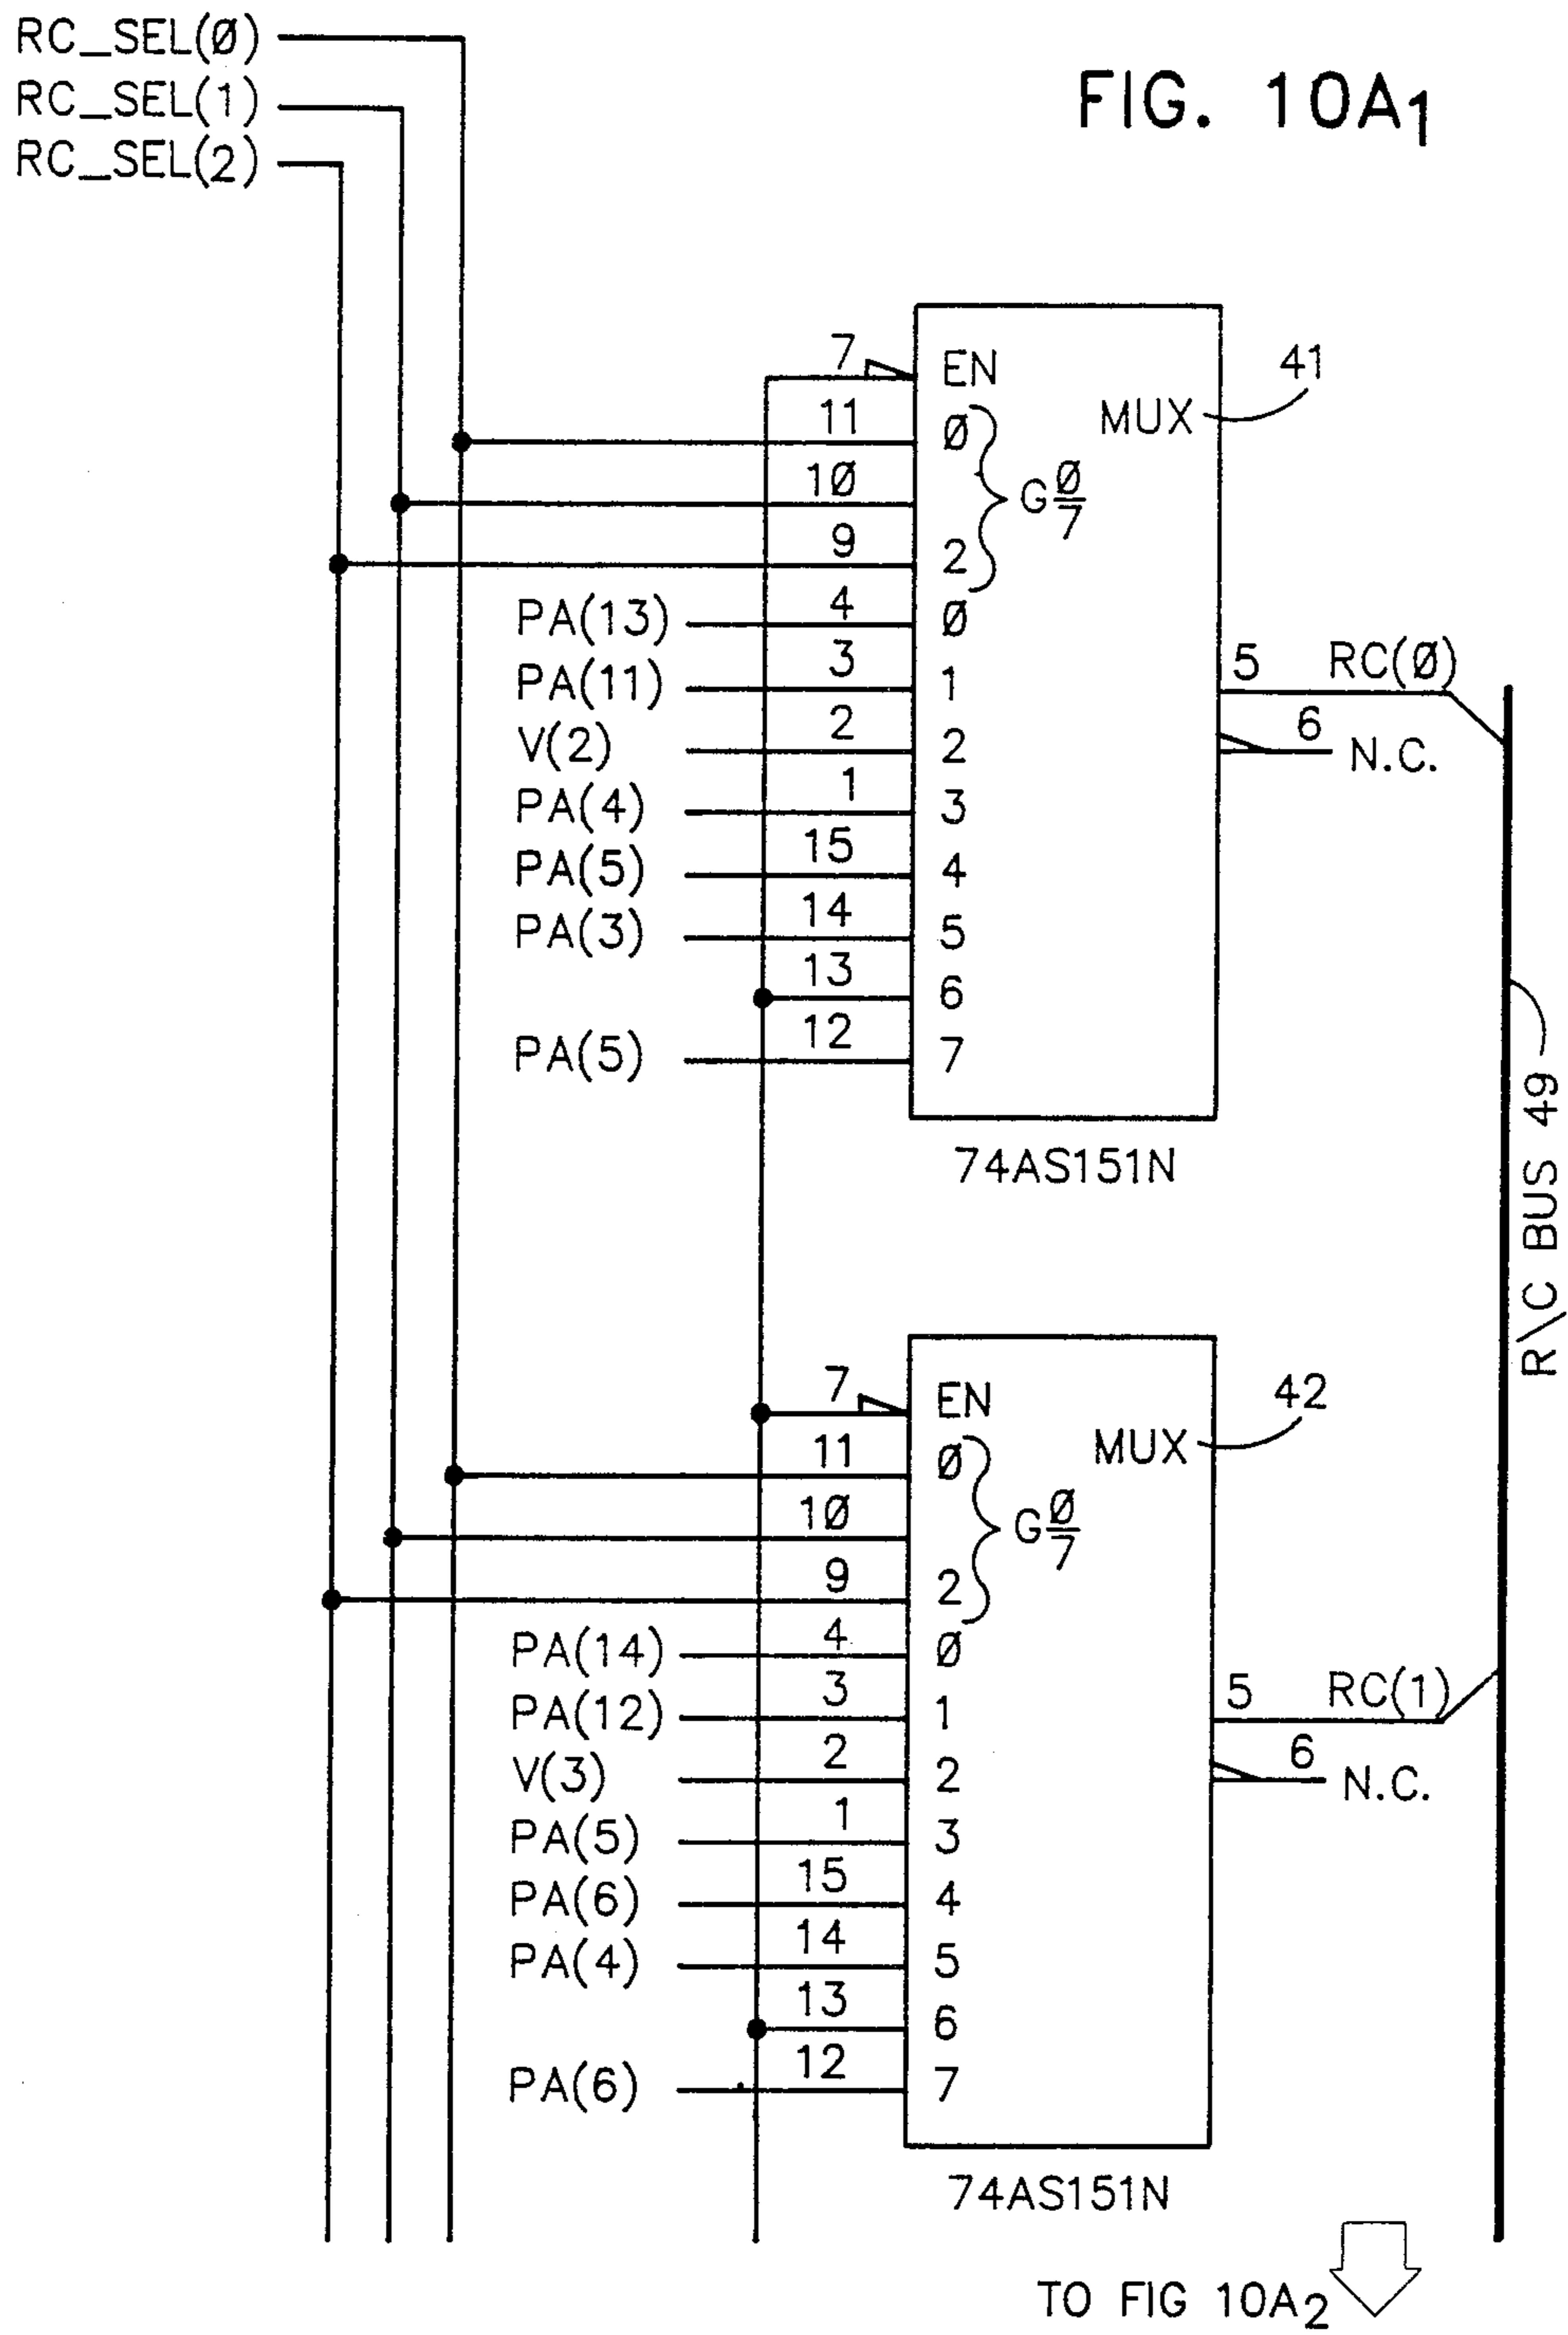 RC_SEL(Ø)
RC_SEL(1)
RC_SEL(2)
FIG. 10A1
7 EN
MUX 41
11 Ø
10 G Ø/7
9 2
PA(13) 4 Ø
PA(11) 3 1
V(2) 2 2
PA(4) 1 3
PA(5) 15 4
PA(3) 14 5
13 6
PA(5) 12 7
5 RC(Ø)
6 N.C.
74AS151N
R\C BUS 49
7 EN
MUX 42
11 Ø
1Ø G Ø/7
9 2
PA(14) 4 Ø
PA(12) 3 1
V(3) 2 2
PA(5) 1 3
PA(6) 15 4
PA(4) 14 5
13 6
PA(6) 12 7
5 RC(1)
6 N.C.
74AS151N
TO FIG 10A2